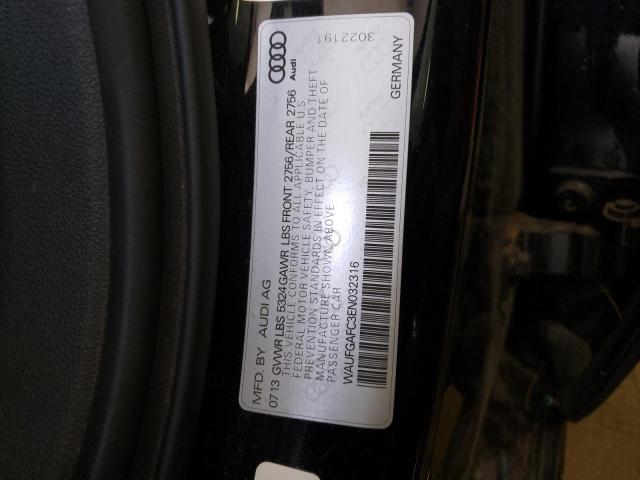 MFD. BY AUDI AG
07 13 GVWR LBS 5324 GAWR LBS FRONT 2756/REAR 2756
THIS VEHICLE CONFORMS TO ALL APPLICABLE U.S
FEDERAL MOTOR VEHICLE SAFETY, BUMPER AND THEFT
PREVENTION STANDARDS IN EFFECT ON THE DATE OF
MANUFACTURE SHOWN ABOVE
PASSENGER CAR
WAUFGAFC3EN032316
GERMANY
Audi
3022191